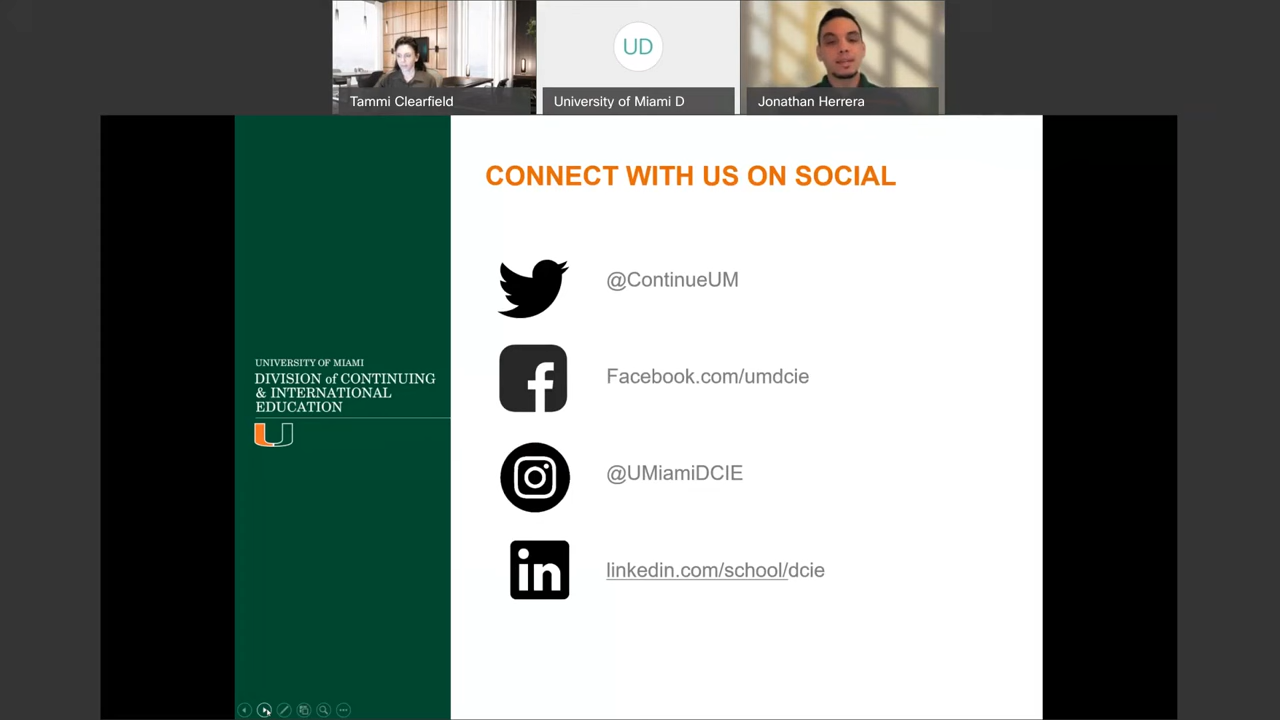 UD
Tammi Clearfield
University of Miami D
Jonathan Herrera
CONNECT WITH US ON SOCIAL
@ContinueUM
Facebook.com/umdcie
@UMiamiDCIE
linkedin.com/school/dcie
UNIVERSITY OF MIAMI
DIVISION of CONTINUING
& INTERNATIONAL
EDUCATION